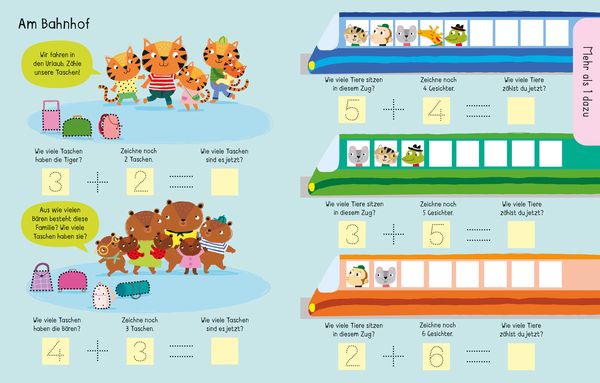 Am Bahnhof
Wir fahren in
den Urlaub. Zähle
unsere Taschen!
Wie viele Taschen
haben die Tiger?
Zeichne noch
2 Taschen.
Wie viele Taschen
sind es jetzt?
3 + 2 =
Aus wie vielen
Bären besteht diese
Familie? Wie viele
Taschen haben sie?
Wie viele Taschen
haben die Bären?
Zeichne noch
3 Taschen.
Wie viele Taschen
sind es jetzt?
4 + 3 =
Mehr als 1 dazu
Wie viele Tiere sitzen
in diesem Zug?
Zeichne noch
4 Gesichter.
Wie viele Tiere
zählst du jetzt?
5 + 4 =
Wie viele Tiere sitzen
in diesem Zug?
Zeichne noch
5 Gesichter.
Wie viele Tiere
zählst du jetzt?
3 + 5 =
Wie viele Tiere sitzen
in diesem Zug?
Zeichne noch
6 Gesichter.
Wie viele Tiere
zählst du jetzt?
2 + 6 =